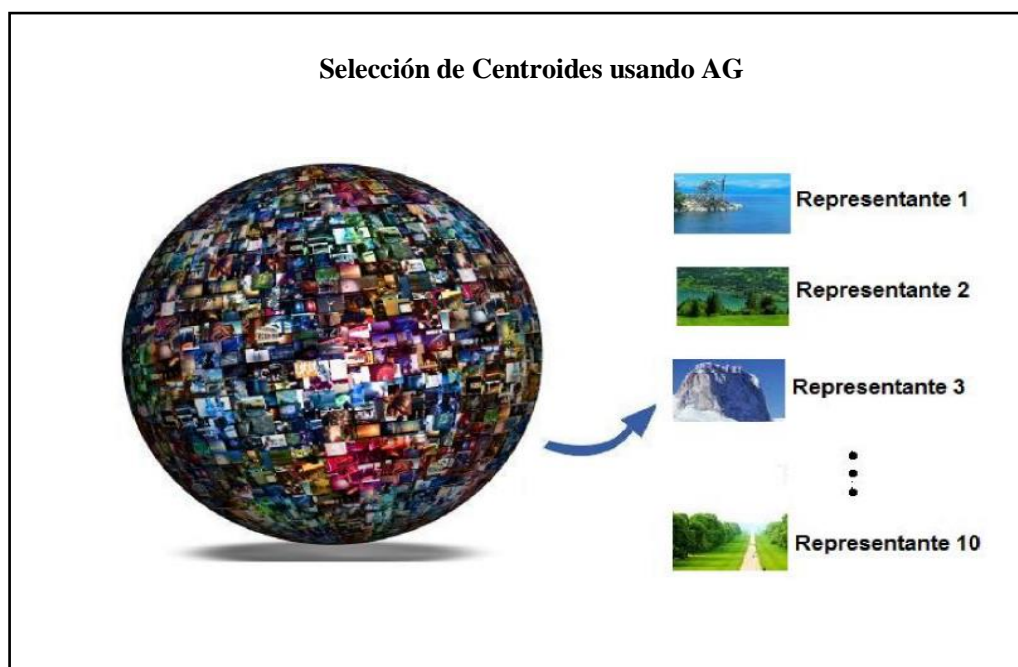 Selección de Centroides usando AG
Representante 1
Representante 2
Representante 3
Representante 10